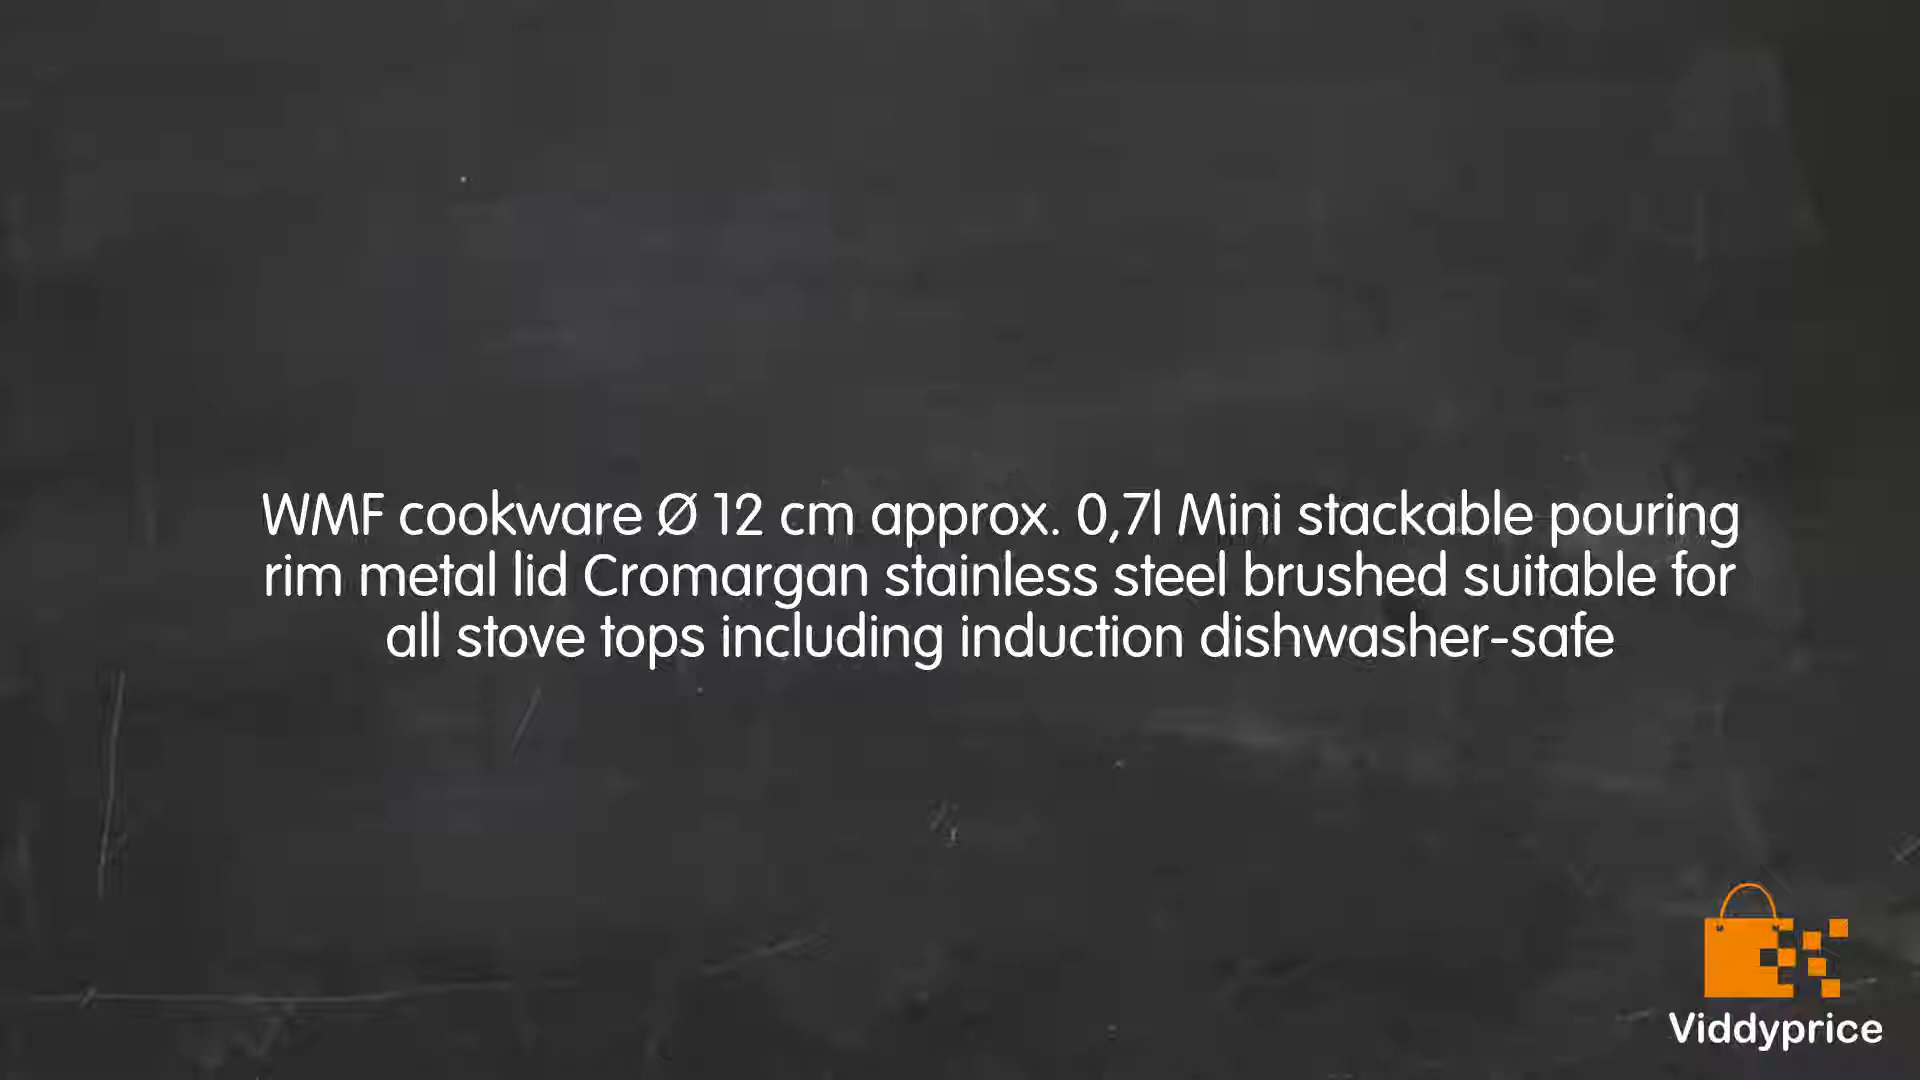 WMF cookware Ø 12 cm approx. 0,7l Mini stackable pouring
rim metal lid Cromargan stainless steel brushed suitable for
all stove tops including induction dishwasher-safe
Viddyprice